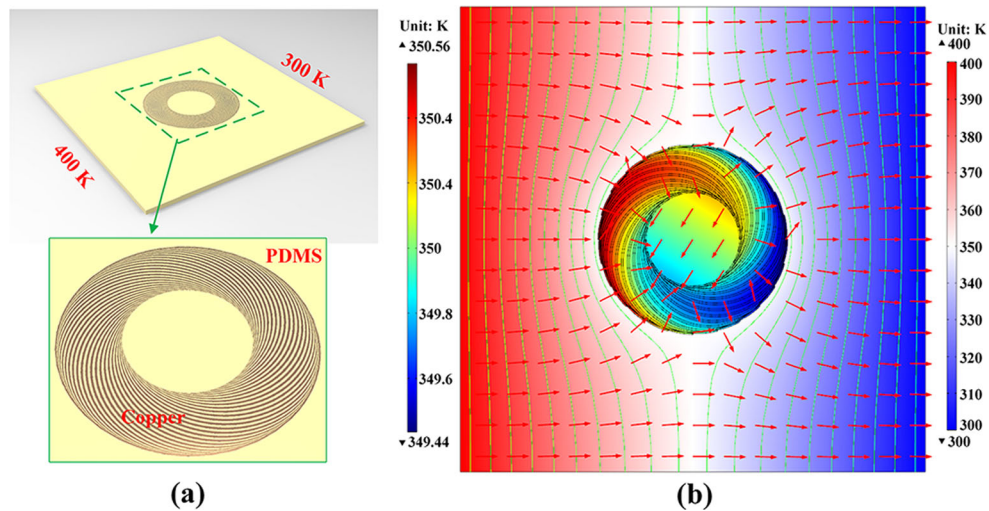 300 K
400 K
PDMS
Copper
(a)
Unit: K
▲ 350.56
350.4
350.4
350
349.8
349.6
▼ 349.44
Unit: K
▲ 400
400
390
380
370
360
350
340
330
320
310
300
▼ 300
(b)